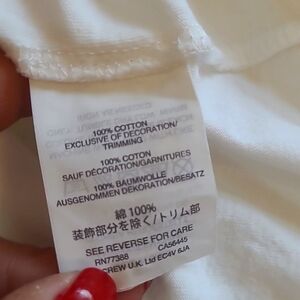 100% COTTON
EXCLUSIVE OF DECORATION/
TRIMMING
100% COTON
SAUF DÉCORATION/GARNITURES
100% BAUMWOLLE
AUSGENOMMEN DEKORATION/BESATZ
綿 100%
装飾部分を除く/トリム部
SEE REVERSE FOR CARE
RN77388 CA56445
CREW U.K. Ltd EC4V 6JA